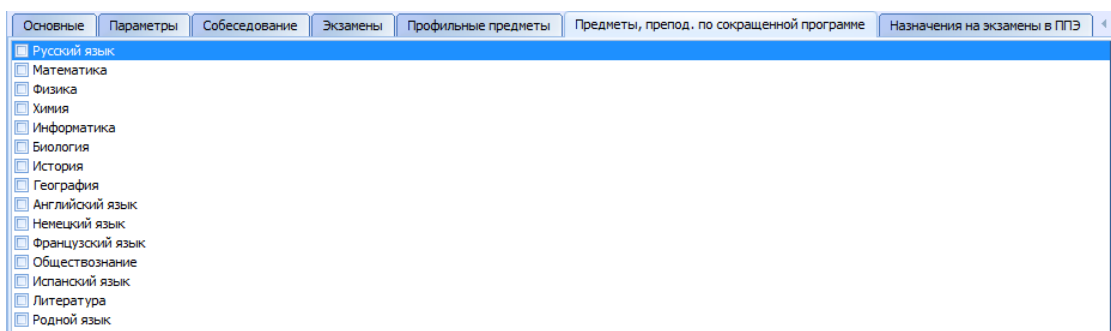 Основные Параметры Собеседование Экзамены Профильные предметы Предметы, препод. по сокращенной программе Назначения на экзамены в ППЭ
Русский язык
Математика
Физика
Химия
Информатика
Биология
История
География
Английский язык
Немецкий язык
Французский язык
Обществознание
Испанский язык
Литература
Родной язык